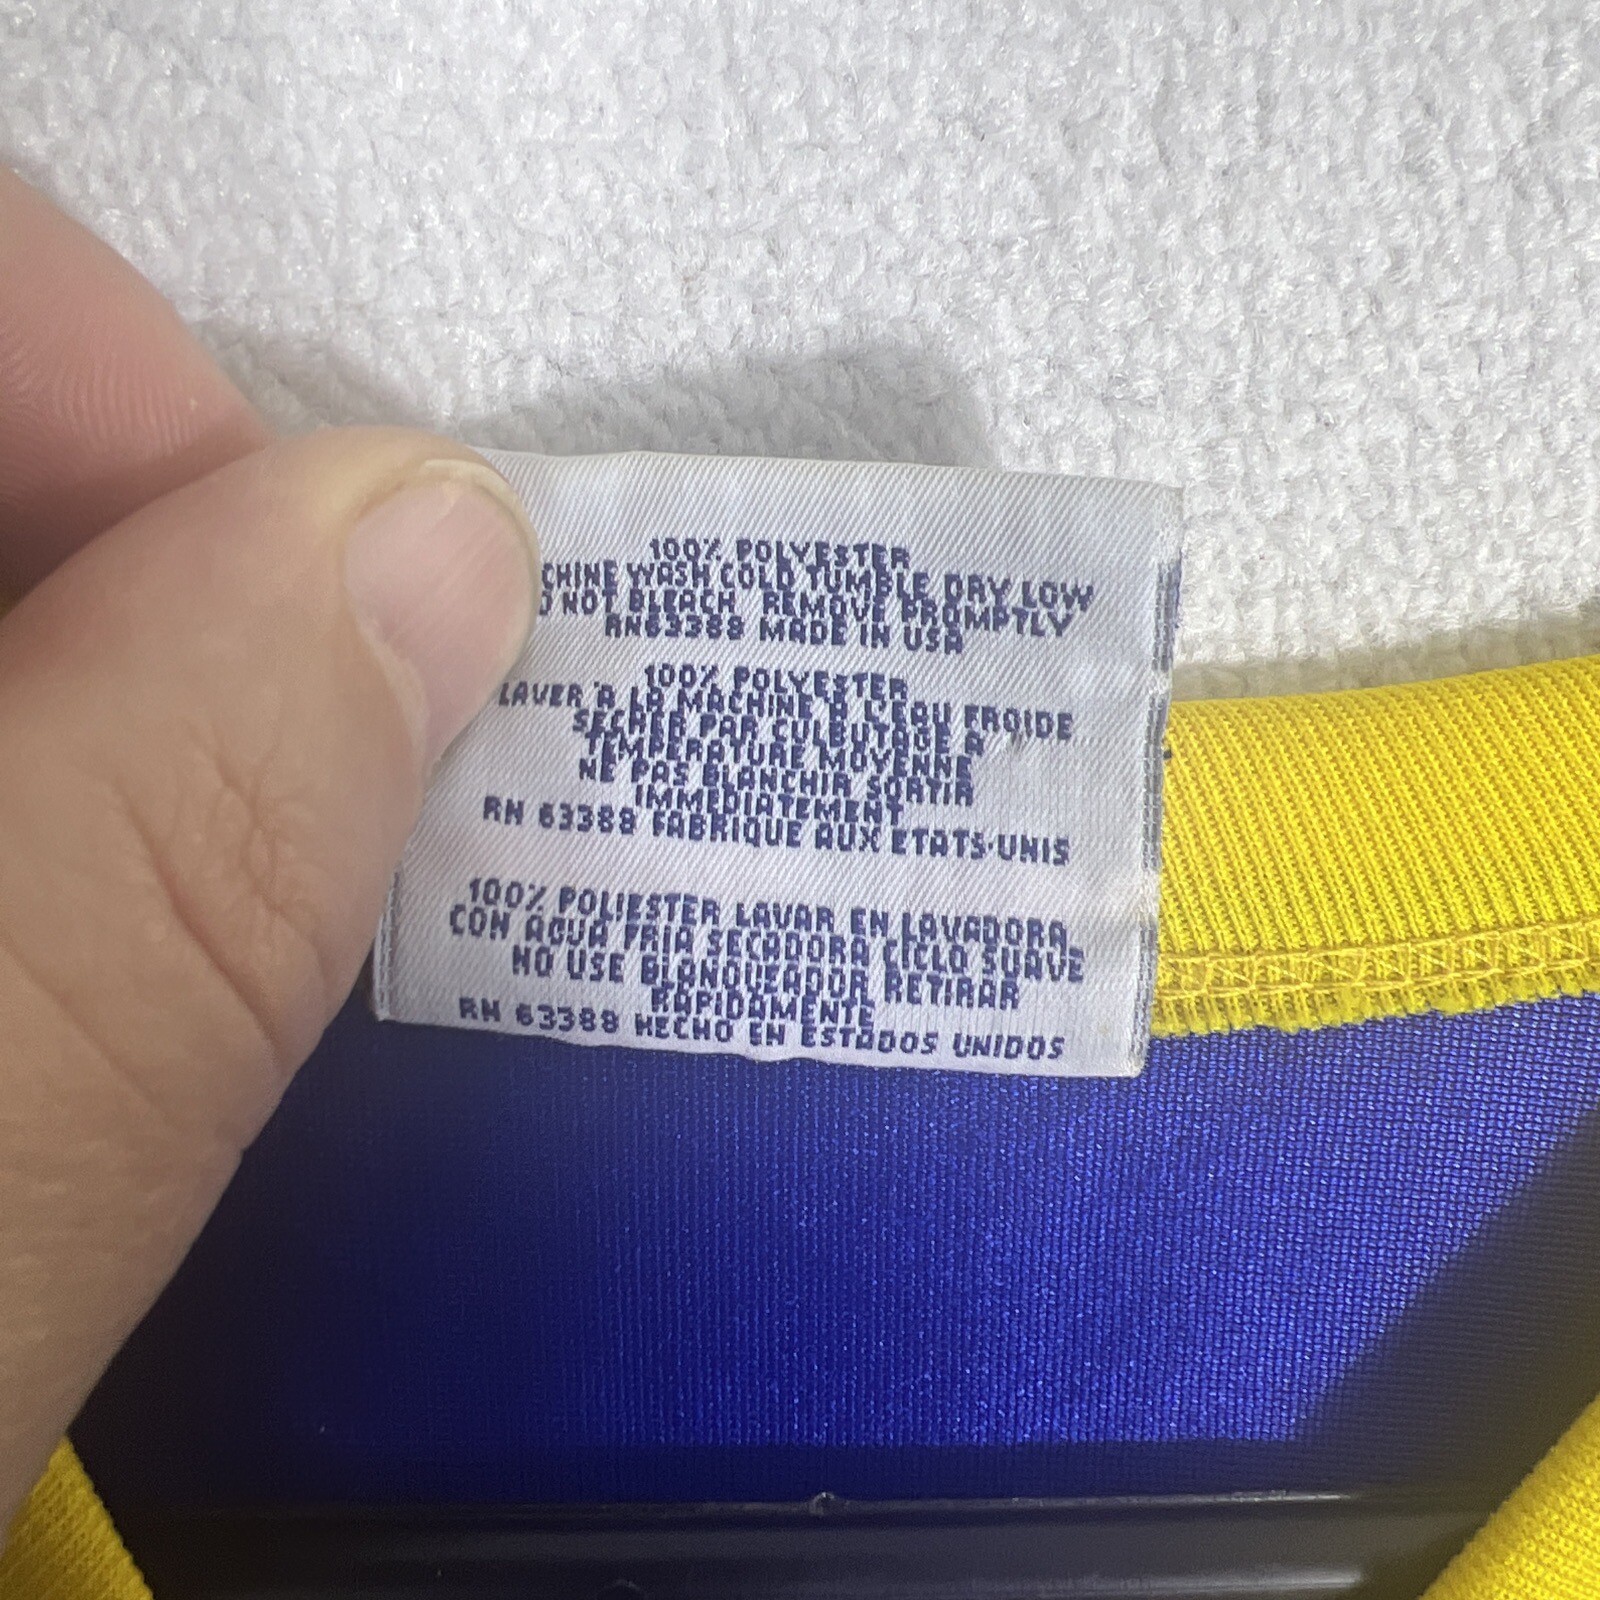 100% POLYESTER
CHINE WASH COLD TUMBLE DRY LOW
O NOT BLEACH REMOVE PROMPTLY
RN63388 MADE IN USA
100% POLYESTER
LAVER A LA MACHINE A L'EAU FROIDE
SECHER PAR CULBUTAGE A
TEMPERATURE MOYENNE
NE PAS BLANCHIR SORTIR
IMMEDIATEMENT
RN 63388 FABRIQUE AUX ETATS-UNIS
100% POLIESTER LAVAR EN LAVADORA
CON AGUA FRIA SECADORA CICLO SUAVE
NO USE BLANQUEADOR RETIRAR
RAPIDAMENTE
RN 63388 HECHO EN ESTADOS UNIDOS